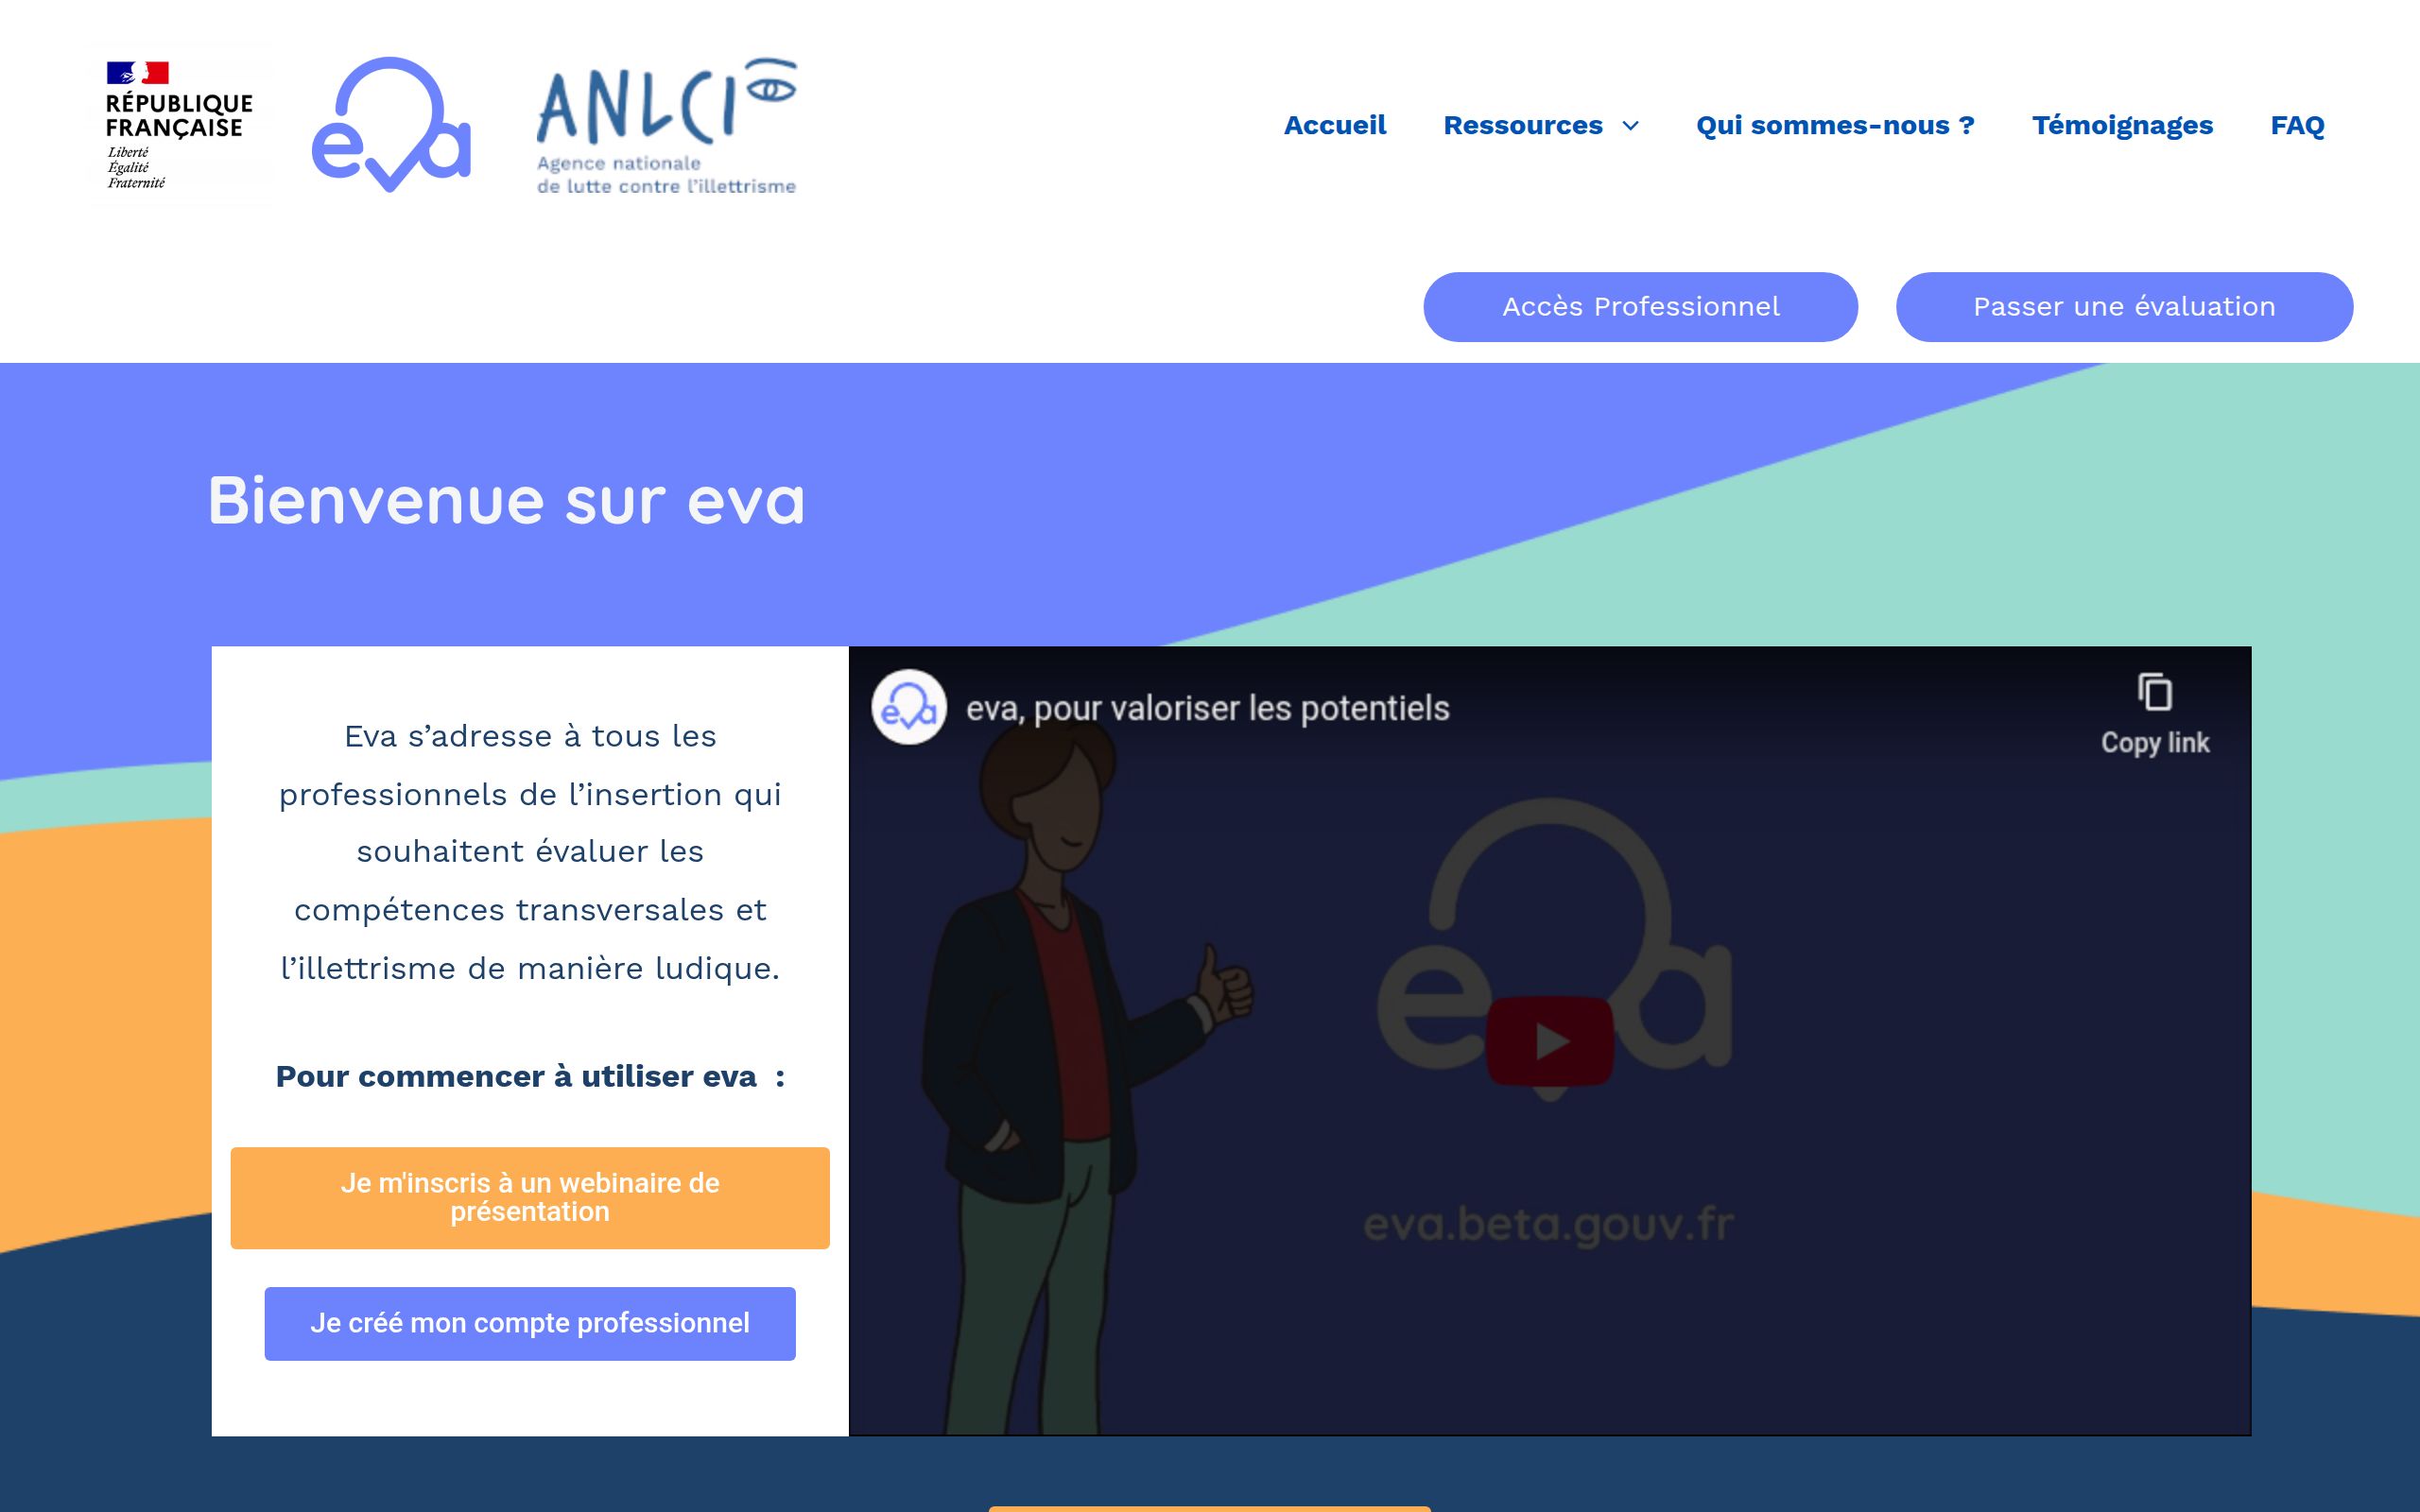 RÉPUBLIQUE
FRANÇAISE
Liberté
Égalité
Fraternité
eva
ANLCI
Agence nationale
de lutte contre l’illettrisme
Accueil
Ressources
Qui sommes-nous ?
Témoignages
FAQ
Accès Professionnel
Passer une évaluation
Bienvenue sur eva
Eva s’adresse à tous les
professionnels de l’insertion qui
souhaitent évaluer les
compétences transversales et
l’illettrisme de manière ludique.
Pour commencer à utiliser eva :
Je m'inscris à un webinaire de
présentation
Je créé mon compte professionnel
eva
eva, pour valoriser les potentiels
Copy link
eva
eva.beta.gouv.fr